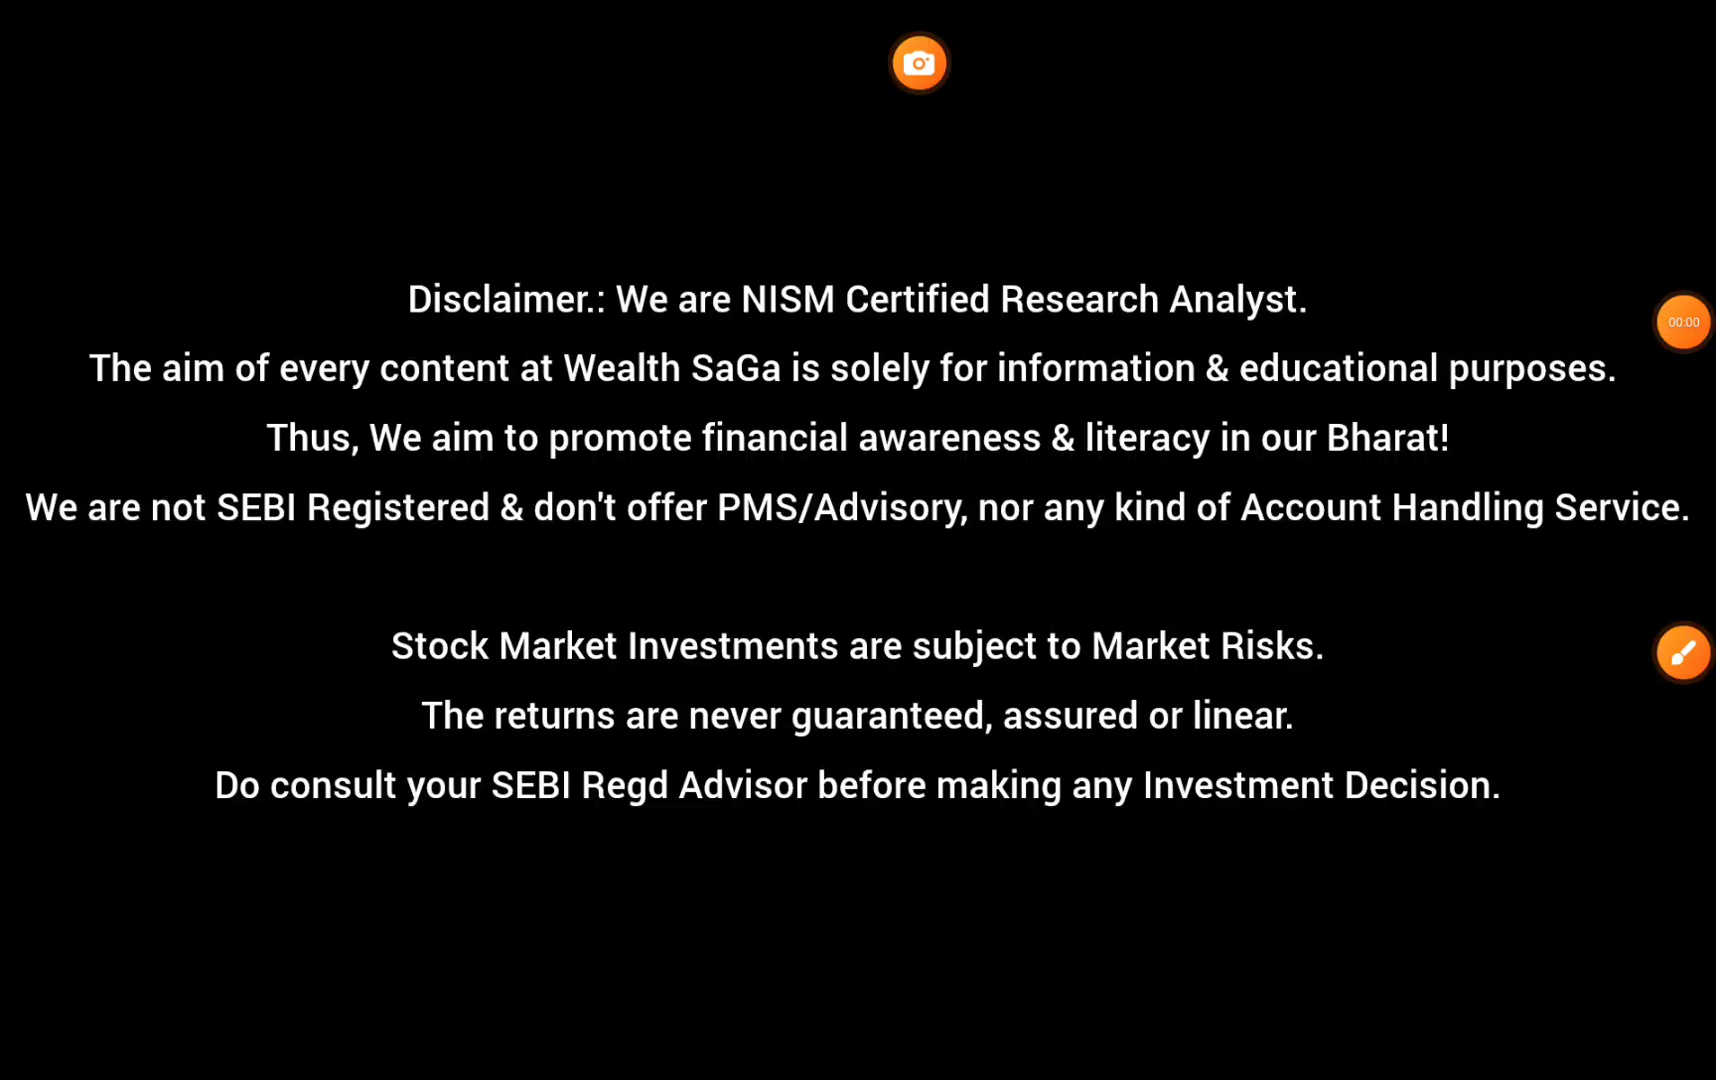 Disclaimer.: We are NISM Certified Research Analyst.
The aim of every content at Wealth SaGa is solely for information & educational purposes.
00:00
Thus, We aim to promote financial awareness & literacy in our Bharat!
We are not SEBI Registered & don't offer PMS/Advisory, nor any kind of Account Handling Service.
Stock Market Investments are subject to Market Risks.
The returns are never guaranteed, assured or linear.
Do consult your SEBI Regd Advisor before making any Investment Decision.